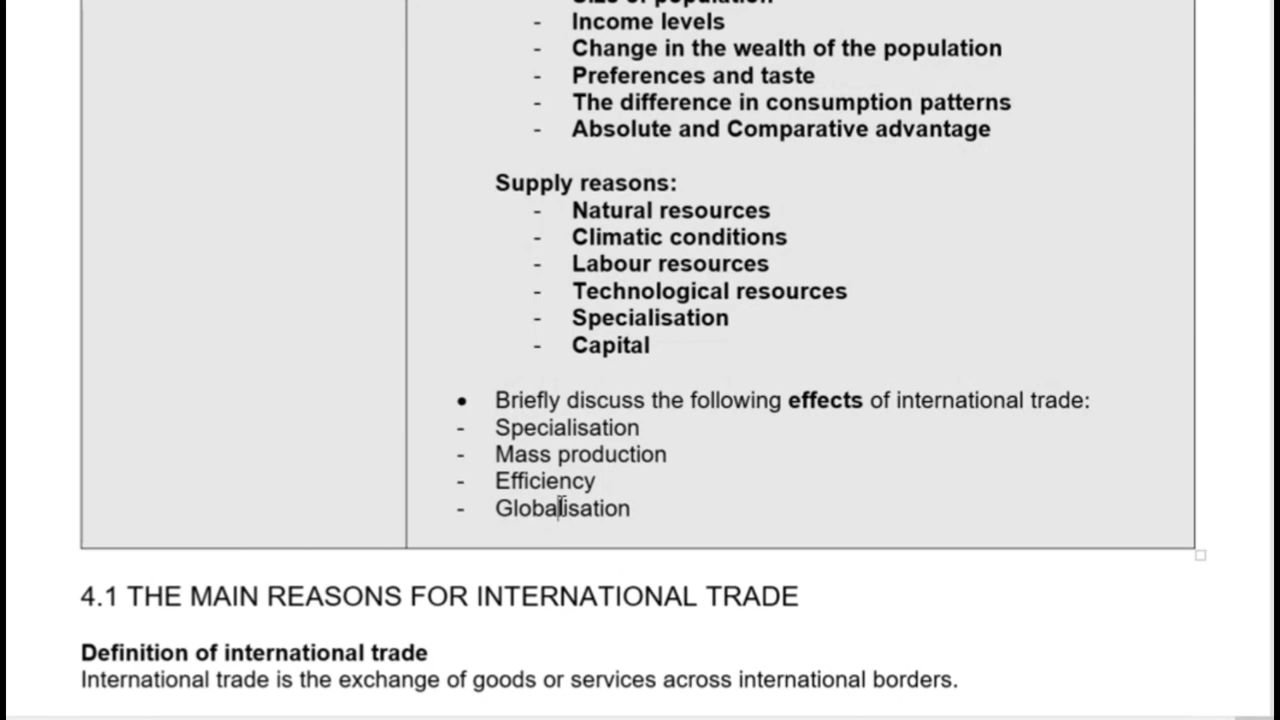 Size of population
- Income levels
- Change in the wealth of the population
- Preferences and taste
- The difference in consumption patterns
- Absolute and Comparative advantage
Supply reasons:
- Natural resources
- Climatic conditions
- Labour resources
- Technological resources
- Specialisation
- Capital
• Briefly discuss the following effects of international trade:
- Specialisation
- Mass production
- Efficiency
- Globalisation
4.1 THE MAIN REASONS FOR INTERNATIONAL TRADE
Definition of international trade
International trade is the exchange of goods or services across international borders.